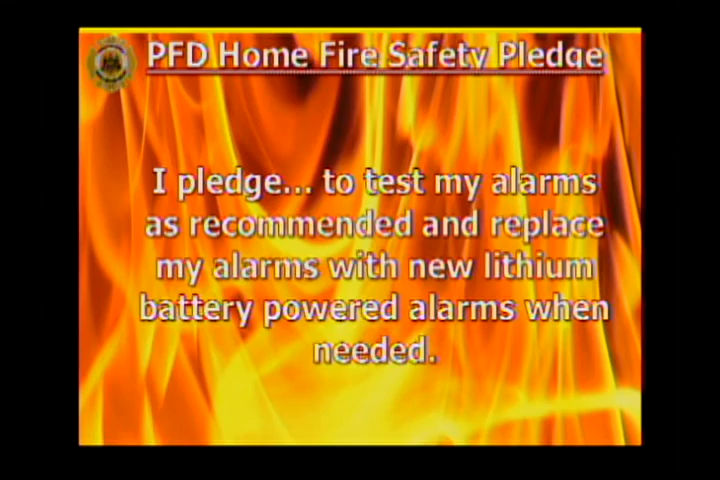 PFD Home Fire Safety Pledge
I pledge... to test my alarms
as recommended and replace
my alarms with new lithium
battery powered alarms when
needed.